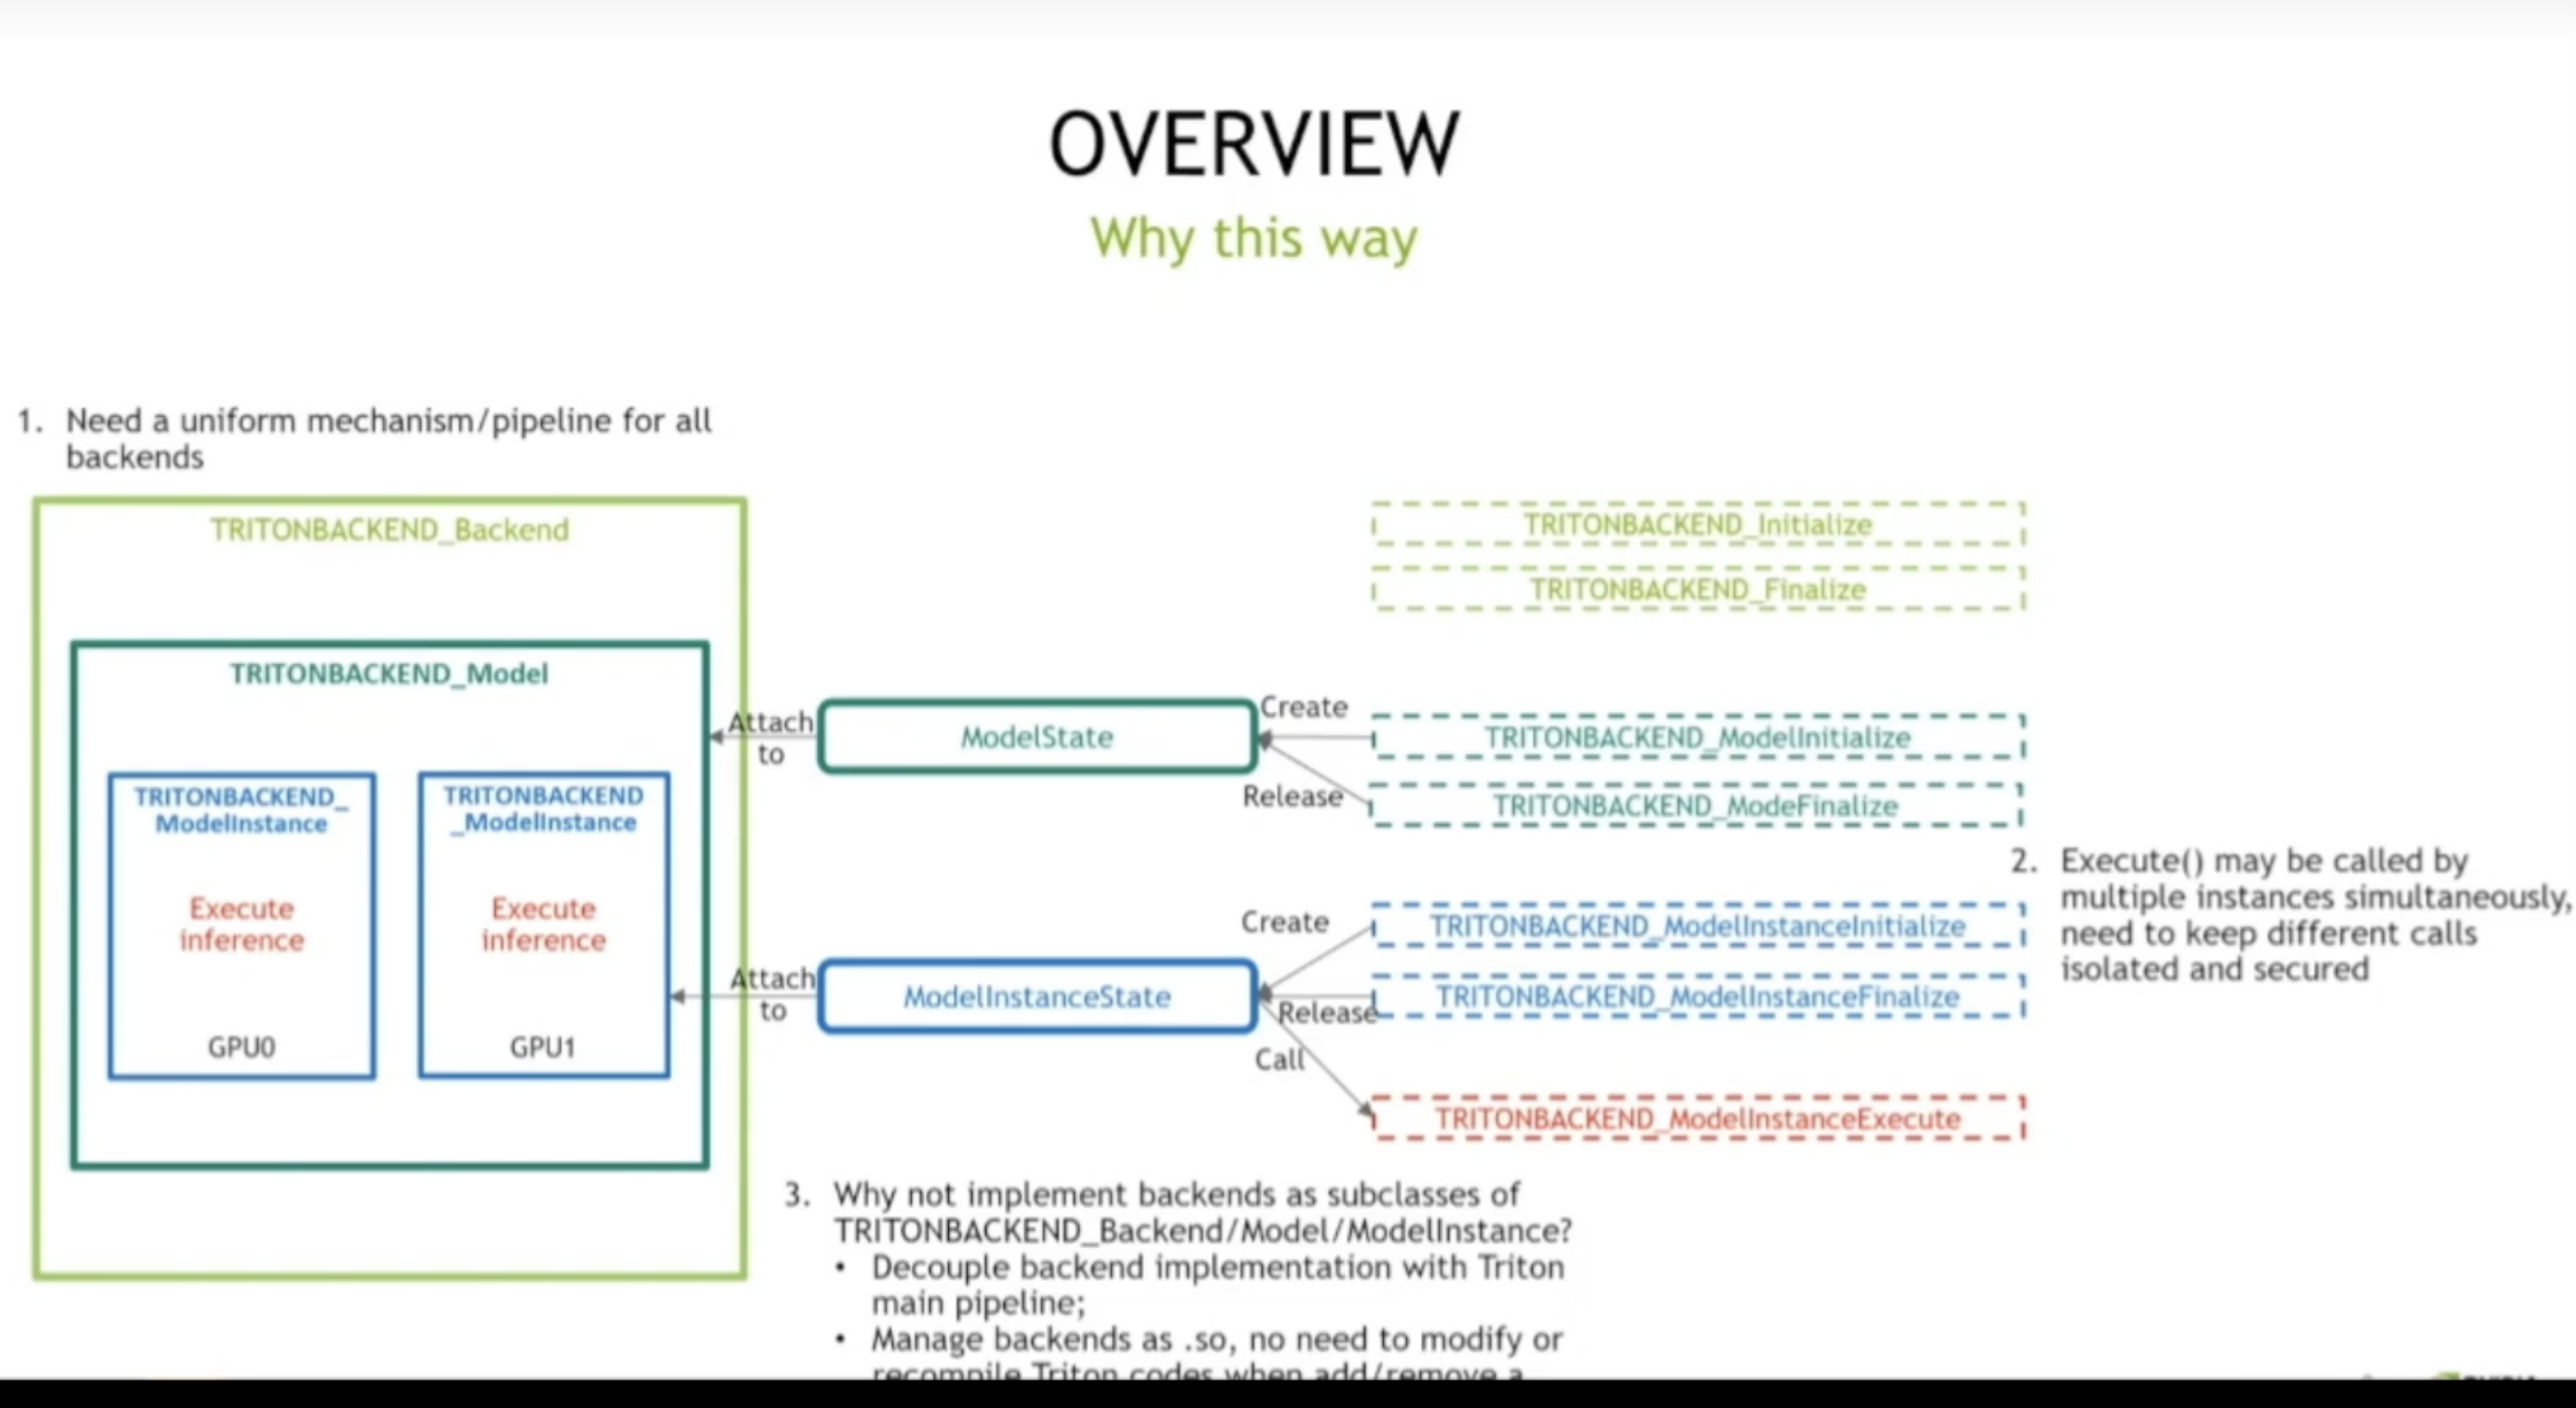 OVERVIEW
Why this way
1. Need a uniform mechanism/pipeline for all
backends
TRITONBACKEND_Backend
TRITONBACKEND_Model
TRITONBACKEND_
ModelInstance
Execute
inference
GPU0
TRITONBACKEND
_ModelInstance
Execute
inference
GPU1
Attach
to
ModelState
Create
Release
Attach
to
ModelInstanceState
Create
Release
Call
TRITONBACKEND_Initialize
TRITONBACKEND_Finalize
TRITONBACKEND_ModelInitialize
TRITONBACKEND_ModeFinalize
TRITONBACKEND_ModelInstanceInitialize
TRITONBACKEND_ModelInstanceFinalize
TRITONBACKEND_ModelInstanceExecute
2. Execute() may be called by
multiple instances simultaneously,
need to keep different calls
isolated and secured
3. Why not implement backends as subclasses of
TRITONBACKEND_Backend/Model/ModelInstance?
• Decouple backend implementation with Triton
main pipeline;
• Manage backends as .so, no need to modify or
recompile Triton codes when add/remove a